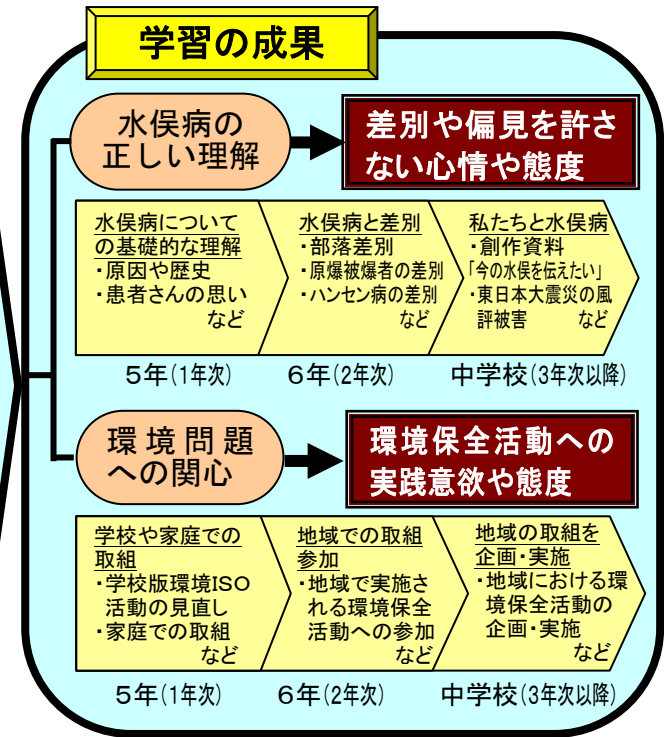 学習の成果
水俣病の
正しい理解
差別や偏見を許さ
ない心情や態度
水俣病について
の基礎的な理解
・原因や歴史
・患者さんの思い
など
水俣病と差別
・部落差別
・原爆被爆者の差別
・ハンセン病の差別
など
私たちと水俣病
・創作資料
「今の水俣を伝えたい」
・東日本大震災の風
評被害 など
5年(1年次)
6年(2年次)
中学校(3年次以降)
環境問題
への関心
環境保全活動への
実践意欲や態度
学校や家庭での
取組
・学校版環境ISO
活動の見直し
・家庭での取組
など
地域での取組
参加
・地域で実施さ
れる環境保全
活動への参加
など
地域の取組を
企画・実施
・地域における環
境保全活動の
企画・実施
など
5年(1年次)
6年(2年次)
中学校(3年次以降)